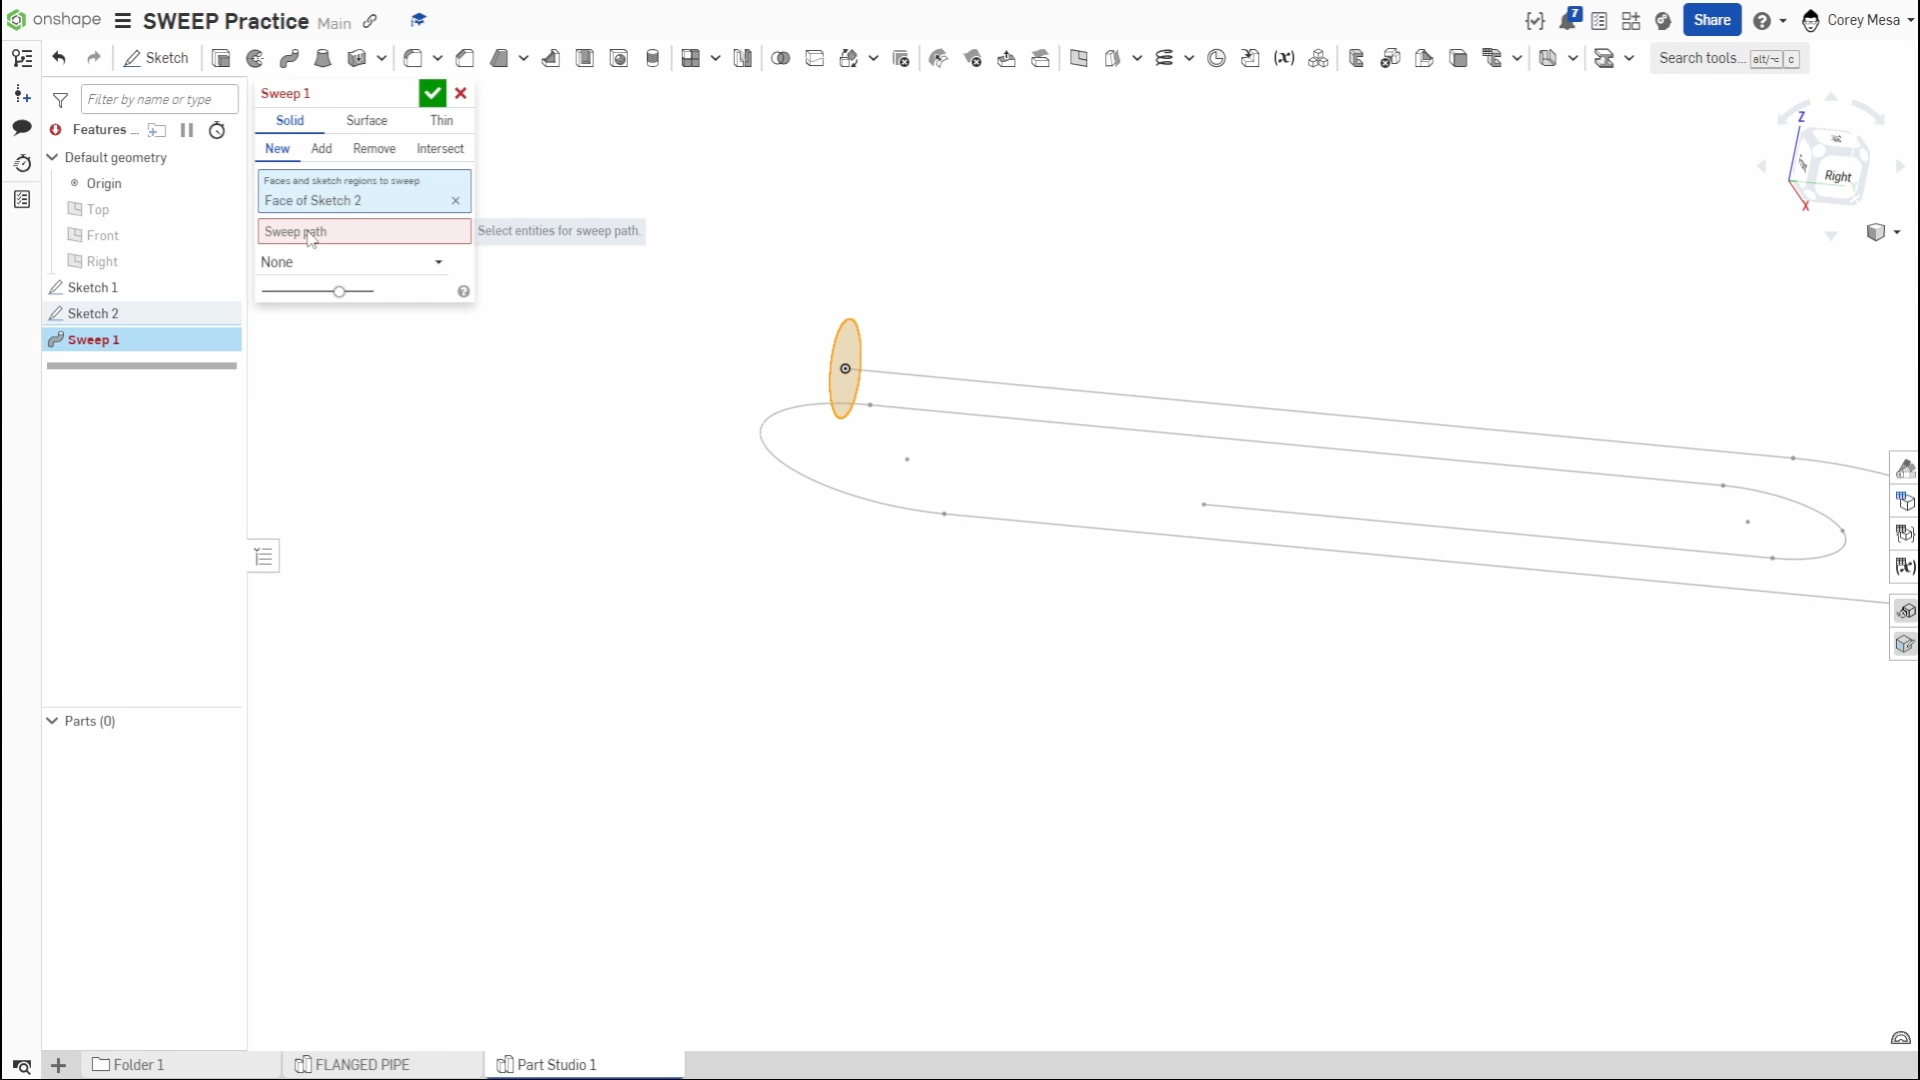 onshape SWEEP Practice Main 7 Share Corey Mesa
Sketch (x) Search tools... alt/⌥ c
Filter by name or type
Features ...
Default geometry
Origin
Top
Front
Right
Sketch 1
Sketch 2
Sweep 1
Parts (0)
Sweep 1
Solid Surface Thin
New Add Remove Intersect
Faces and sketch regions to sweep
Face of Sketch 2
Sweep path
Select entities for sweep path.
None
Z
Right
X
Folder 1 FLANGED PIPE Part Studio 1